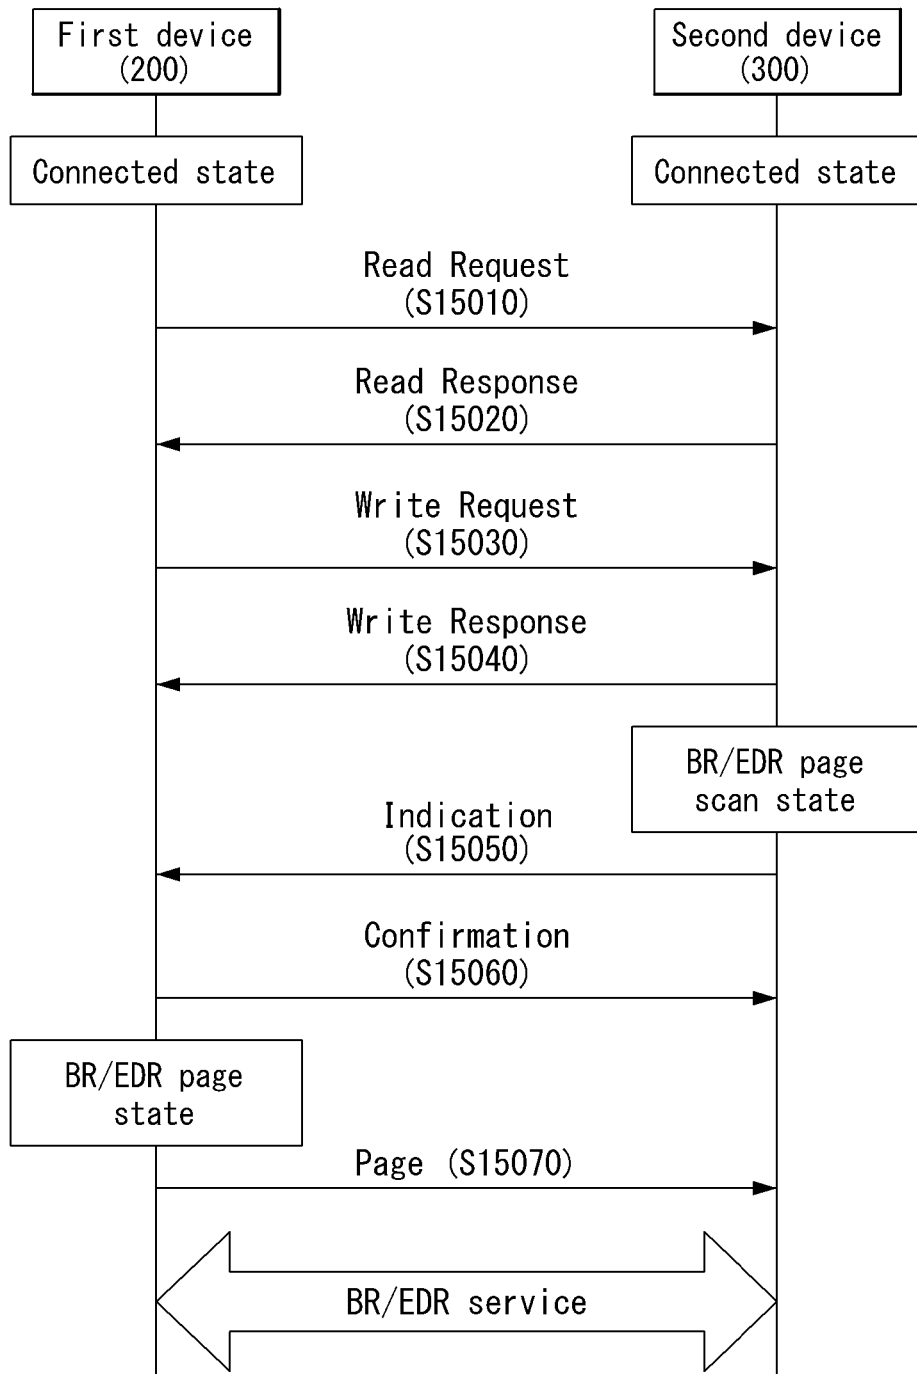 First device
(200)
Second device
(300)
Connected state
Connected state
Read Request
(S15010)
Read Response
(S15020)
Write Request
(S15030)
Write Response
(S15040)
BR/EDR page
scan state
Indication
(S15050)
Confirmation
(S15060)
BR/EDR page
state
Page (S15070)
BR/EDR service